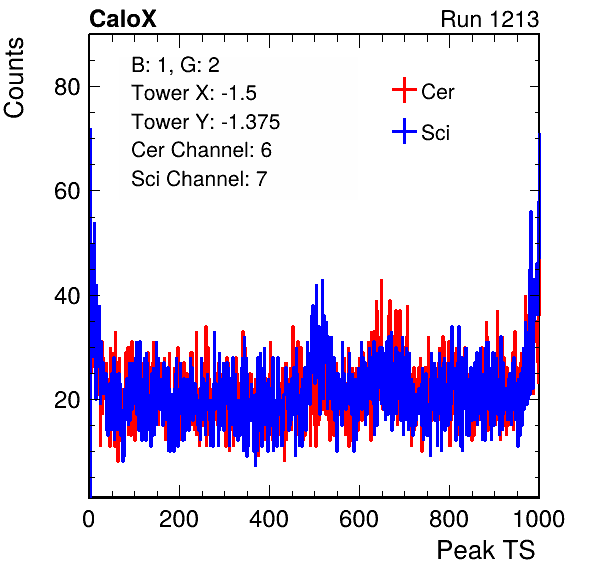 CaloX Run 1213
Counts
B: 1, G: 2
Tower X: -1.5
Tower Y: -1.375
Cer Channel: 6
Sci Channel: 7
Cer
Sci
80
60
40
20
0 200 400 600 800 1000
Peak TS